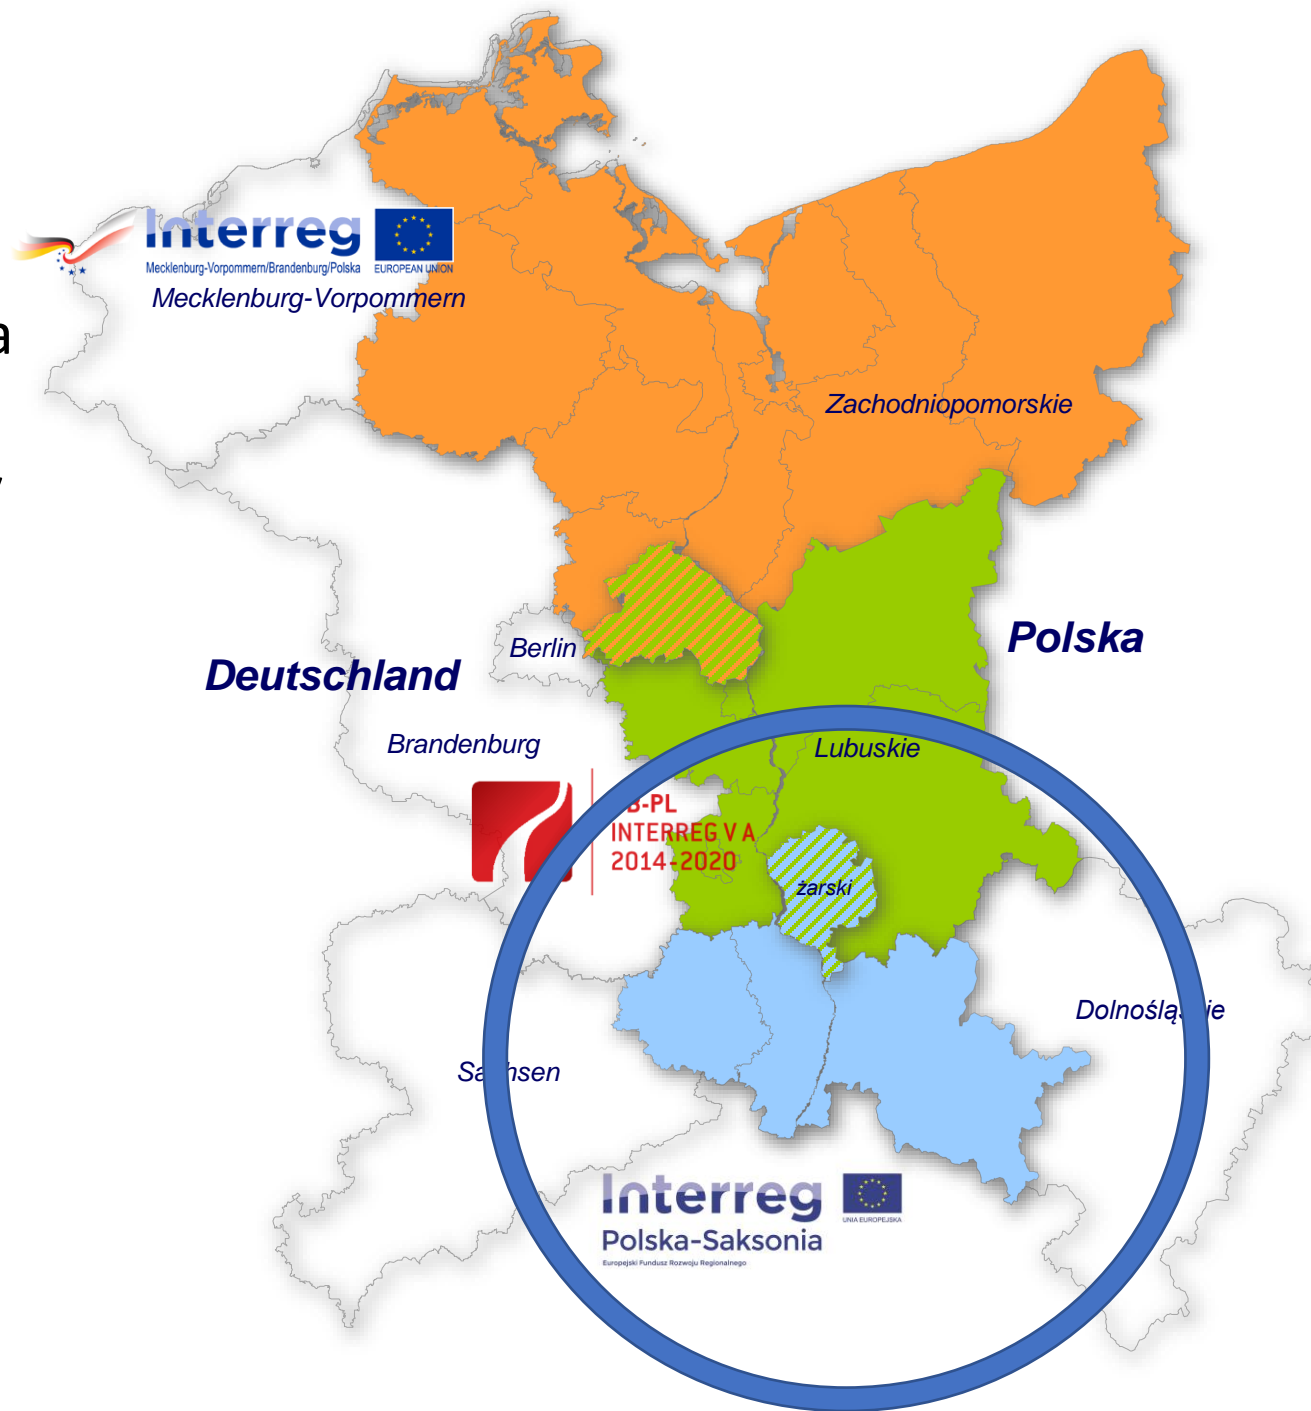 Interreg
Mecklenburg-Vorpommern/Brandenburg/Polska
EUROPEAN UNION
Mecklenburg-Vorpommern
a
,
Zachodniopomorskie
Polska
Berlin
Deutschland
Brandenburg
Lubuskie
B-PL
INTERREG V A
2014-2020
żarski
Dolnośląskie
Sachsen
Interreg
UNIA EUROPEJSKA
Polska-Saksonia
Europejski Fundusz Rozwoju Regionalnego